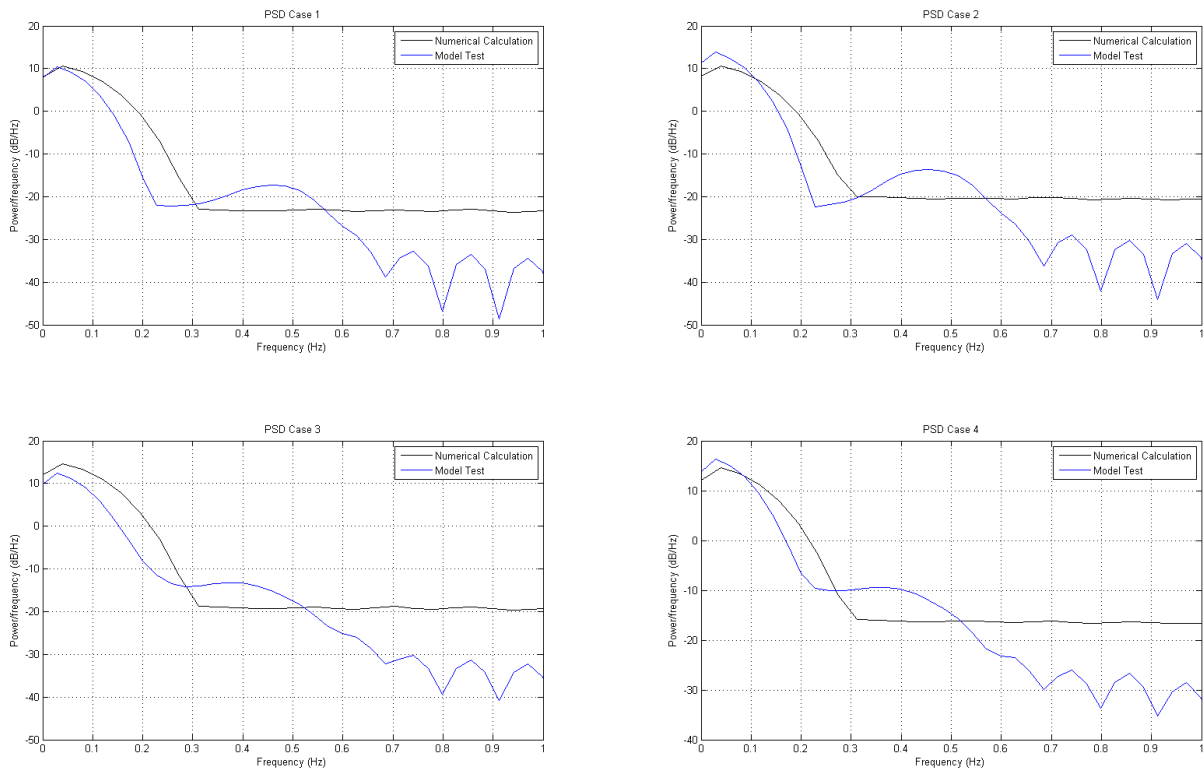 PSD Case 1
Numerical Calculation
Model Test
Power/frequency (dB/Hz)
20
10
0
-10
-20
-30
-40
-50
0 0.1 0.2 0.3 0.4 0.5 0.6 0.7 0.8 0.9 1
Frequency (Hz)
PSD Case 2
Numerical Calculation
Model Test
Power/frequency (dB/Hz)
20
10
0
-10
-20
-30
-40
-50
0 0.1 0.2 0.3 0.4 0.5 0.6 0.7 0.8 0.9 1
Frequency (Hz)
PSD Case 3
Numerical Calculation
Model Test
Power/frequency (dB/Hz)
20
10
0
-10
-20
-30
-40
-50
0 0.1 0.2 0.3 0.4 0.5 0.6 0.7 0.8 0.9 1
Frequency (Hz)
PSD Case 4
Numerical Calculation
Model Test
Power/frequency (dB/Hz)
20
10
0
-10
-20
-30
-40
0 0.1 0.2 0.3 0.4 0.5 0.6 0.7 0.8 0.9 1
Frequency (Hz)